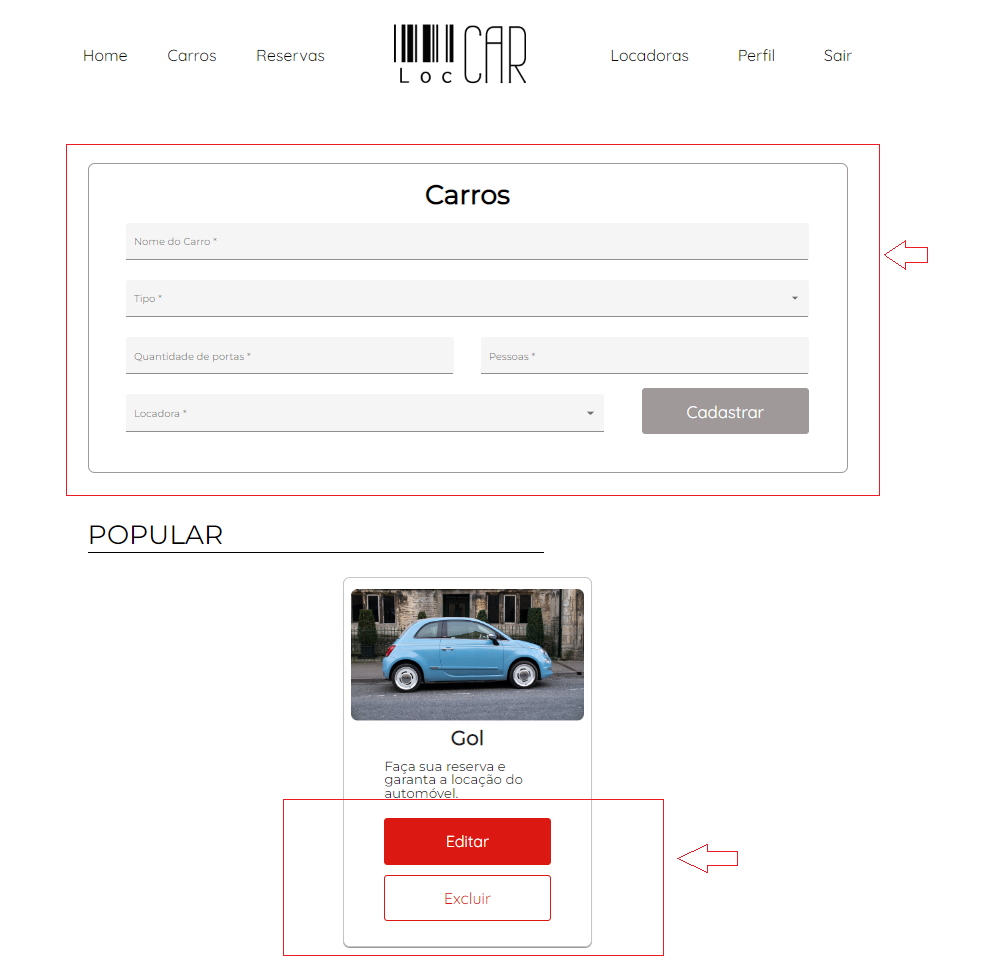 Home Carros Reservas Loc CAR Locadoras Perfil Sair
Carros
Nome do Carro *
Tipo *
Quantidade de portas * Pessoas *
Locadora * Cadastrar
POPULAR
Gol
Faça sua reserva e
garanta a locação do
automóvel.
Editar
Excluir